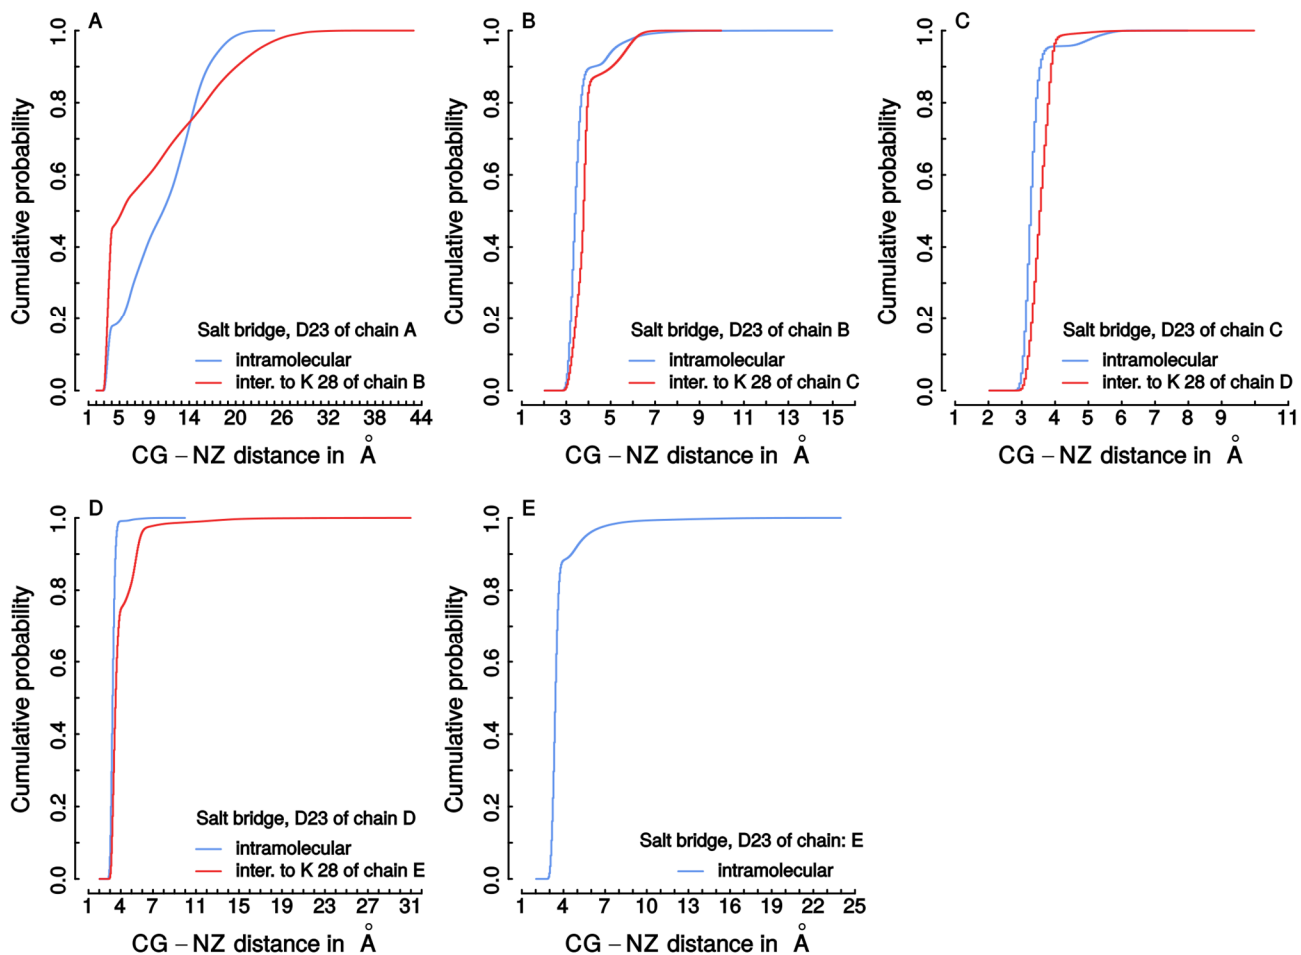 A
Cumulative probability
0.0 0.2 0.4 0.6 0.8 1.0
Salt bridge, D23 of chain A
intramolecular
inter. to K 28 of chain B
1 5 9 14 20 26 32 38 44
CG – NZ distance in Å
B
Cumulative probability
0.0 0.2 0.4 0.6 0.8 1.0
Salt bridge, D23 of chain B
intramolecular
inter. to K 28 of chain C
1 3 5 7 9 11 13 15
CG – NZ distance in Å
C
Cumulative probability
0.0 0.2 0.4 0.6 0.8 1.0
Salt bridge, D23 of chain C
intramolecular
inter. to K 28 of chain D
1 2 3 4 5 6 7 8 9 11
CG – NZ distance in Å
D
Cumulative probability
0.0 0.2 0.4 0.6 0.8 1.0
Salt bridge, D23 of chain D
intramolecular
inter. to K 28 of chain E
1 4 7 11 15 19 23 27 31
CG – NZ distance in Å
E
Cumulative probability
0.0 0.2 0.4 0.6 0.8 1.0
Salt bridge, D23 of chain: E
intramolecular
1 4 7 10 13 16 19 22 25
CG – NZ distance in Å